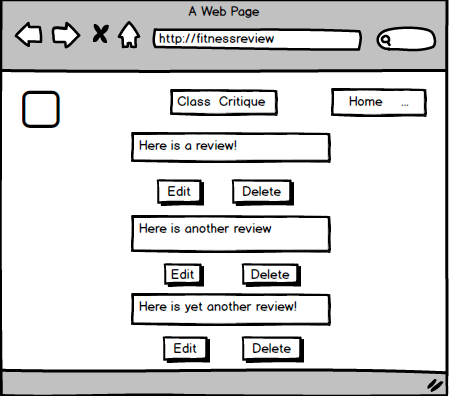 A Web Page
http://fitnessreview
Class Critique
Home ...
Here is a review!
Edit Delete
Here is another review
Edit Delete
Here is yet another review!
Edit Delete